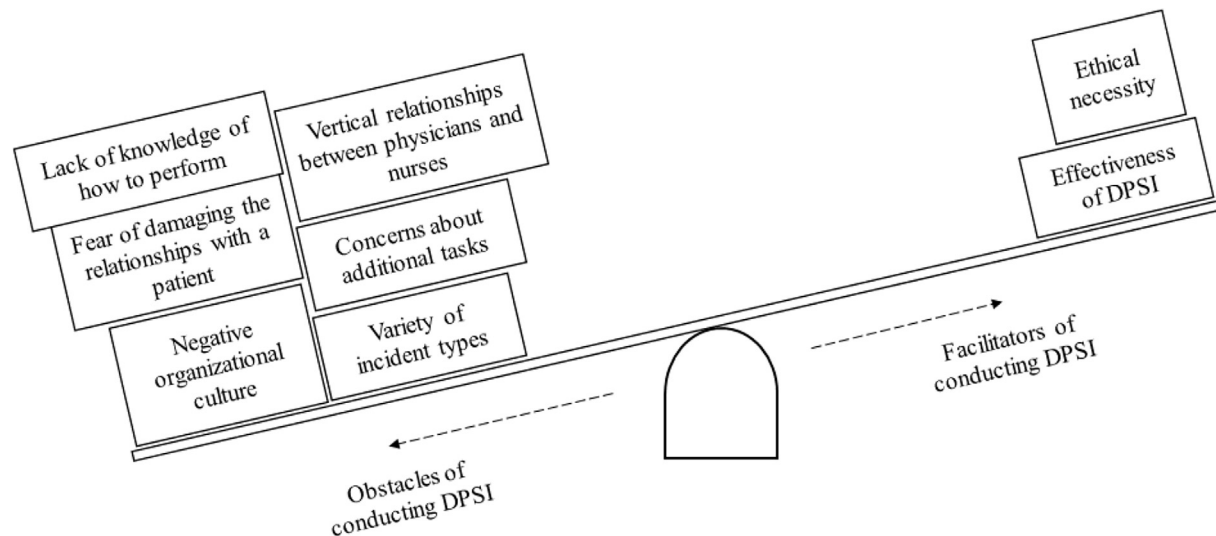 Lack of knowledge of
how to perform
Vertical relationships
between physicians and
nurses
Fear of damaging the
relationships with a
patient
Concerns about
additional tasks
Negative
organizational
culture
Variety of
incident types
Ethical
necessity
Effectiveness
of DPSI
Obstacles of
conducting DPSI
Facilitators of
conducting DPSI